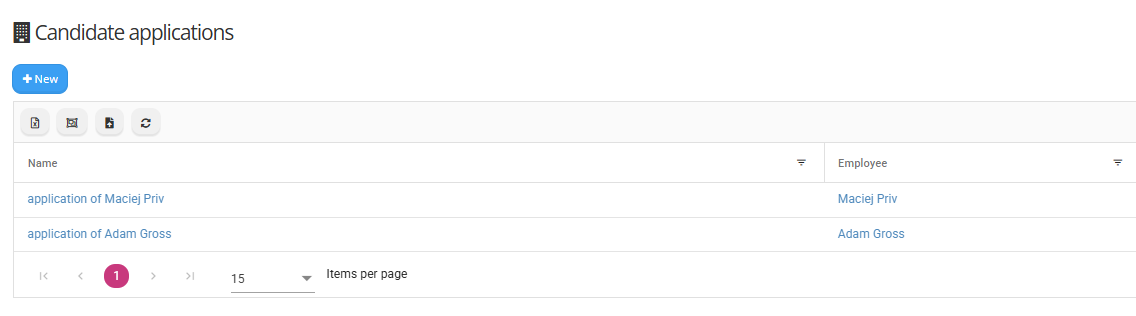 Candidate applications
New
Name Employee
application of Maciej Priv Maciej Priv
application of Adam Gross Adam Gross
1 15 Items per page